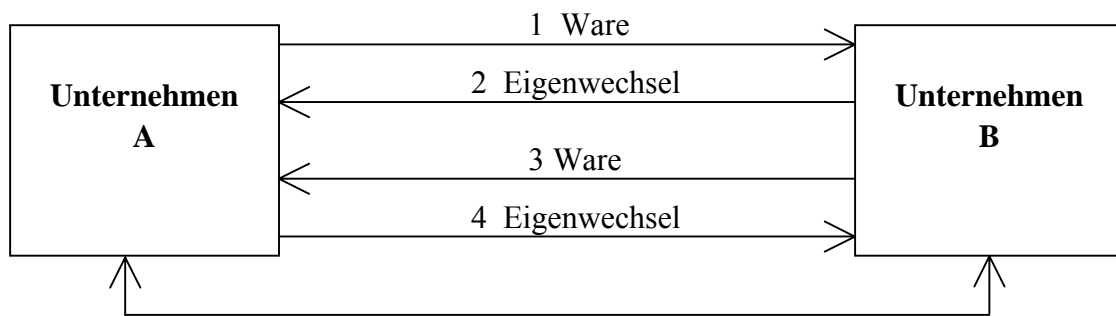 1 Ware
Unternehmen
A
2 Eigenwechsel
Unternehmen
B
3 Ware
4 Eigenwechsel